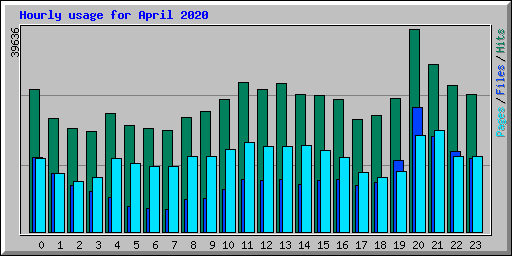 Hourly usage for April 2020
39636
Pages/Files/Hits
0 1 2 3 4 5 6 7 8 9 10 11 12 13 14 15 16 17 18 19 20 21 22 23